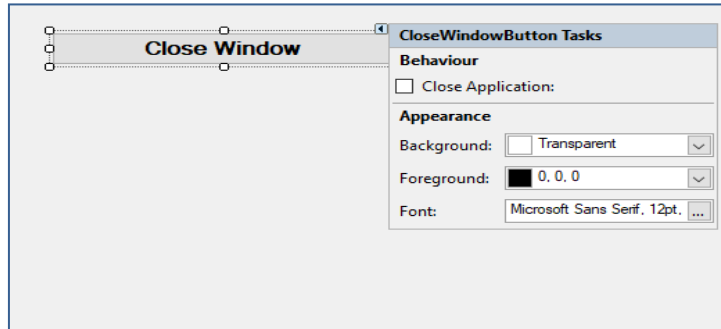 Close Window
CloseWindowButton Tasks
Behaviour
Close Application:
Appearance
Background: Transparent
Foreground: 0, 0, 0
Font: Microsoft Sans Serif, 12pt, ...